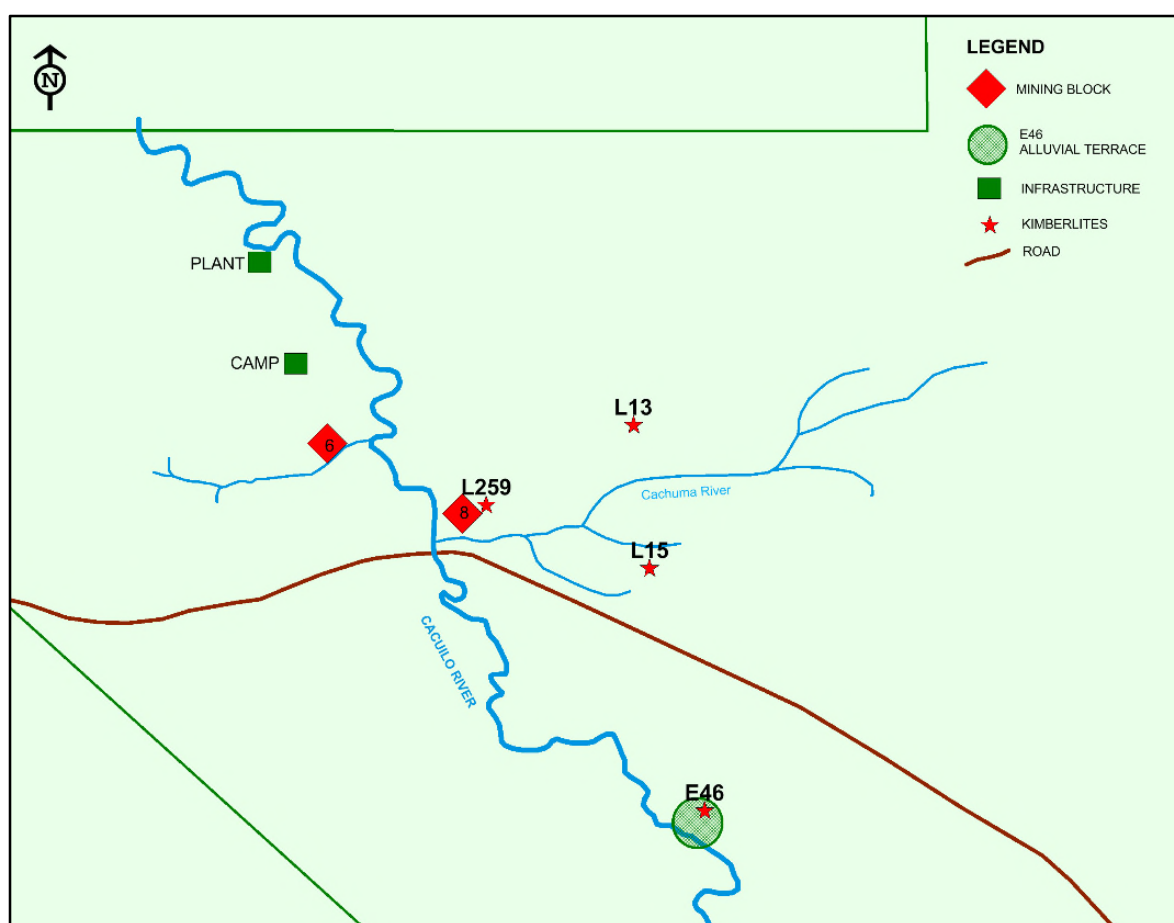 N
LEGEND
MINING BLOCK
E46
ALLUVIAL TERRACE
INFRASTRUCTURE
KIMBERLITES
ROAD
PLANT
CAMP
L13
6
L259
8
Cachuma River
L15
CACUILO RIVER
E46